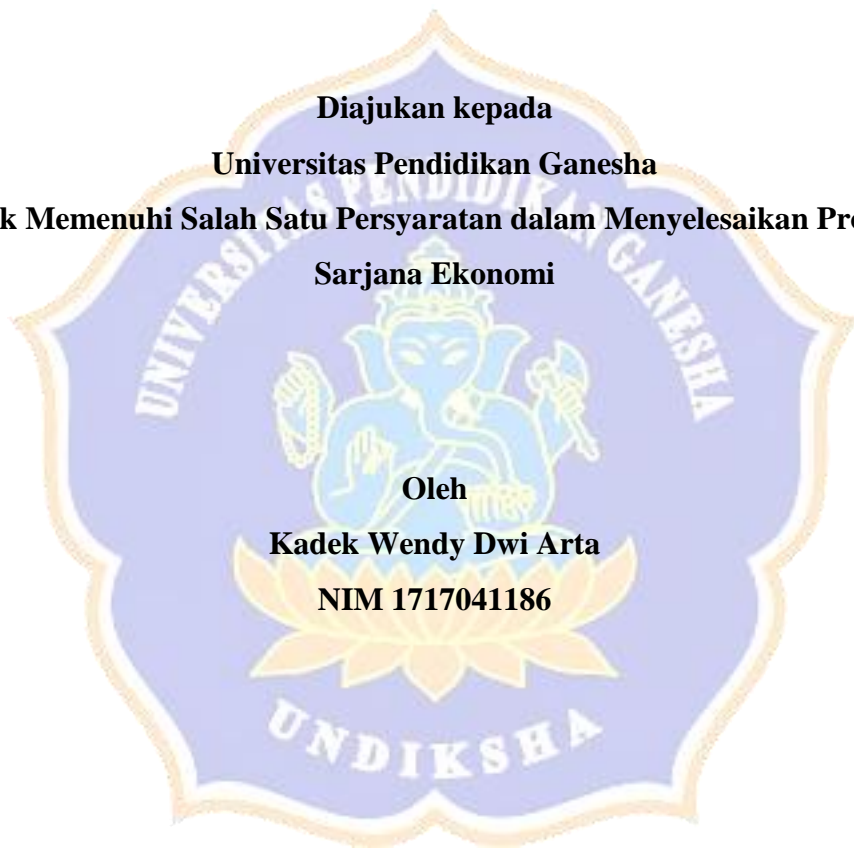 Diajukan kepada
Universitas Pendidikan Ganesha
k Memenuhi Salah Satu Persyaratan dalam Menyelesaikan Pro
Sarjana Ekonomi
UNIVERSITAS PENDIDIKAN GANESHA
Oleh
Kadek Wendy Dwi Arta
NIM 1717041186
UNDIKSHA